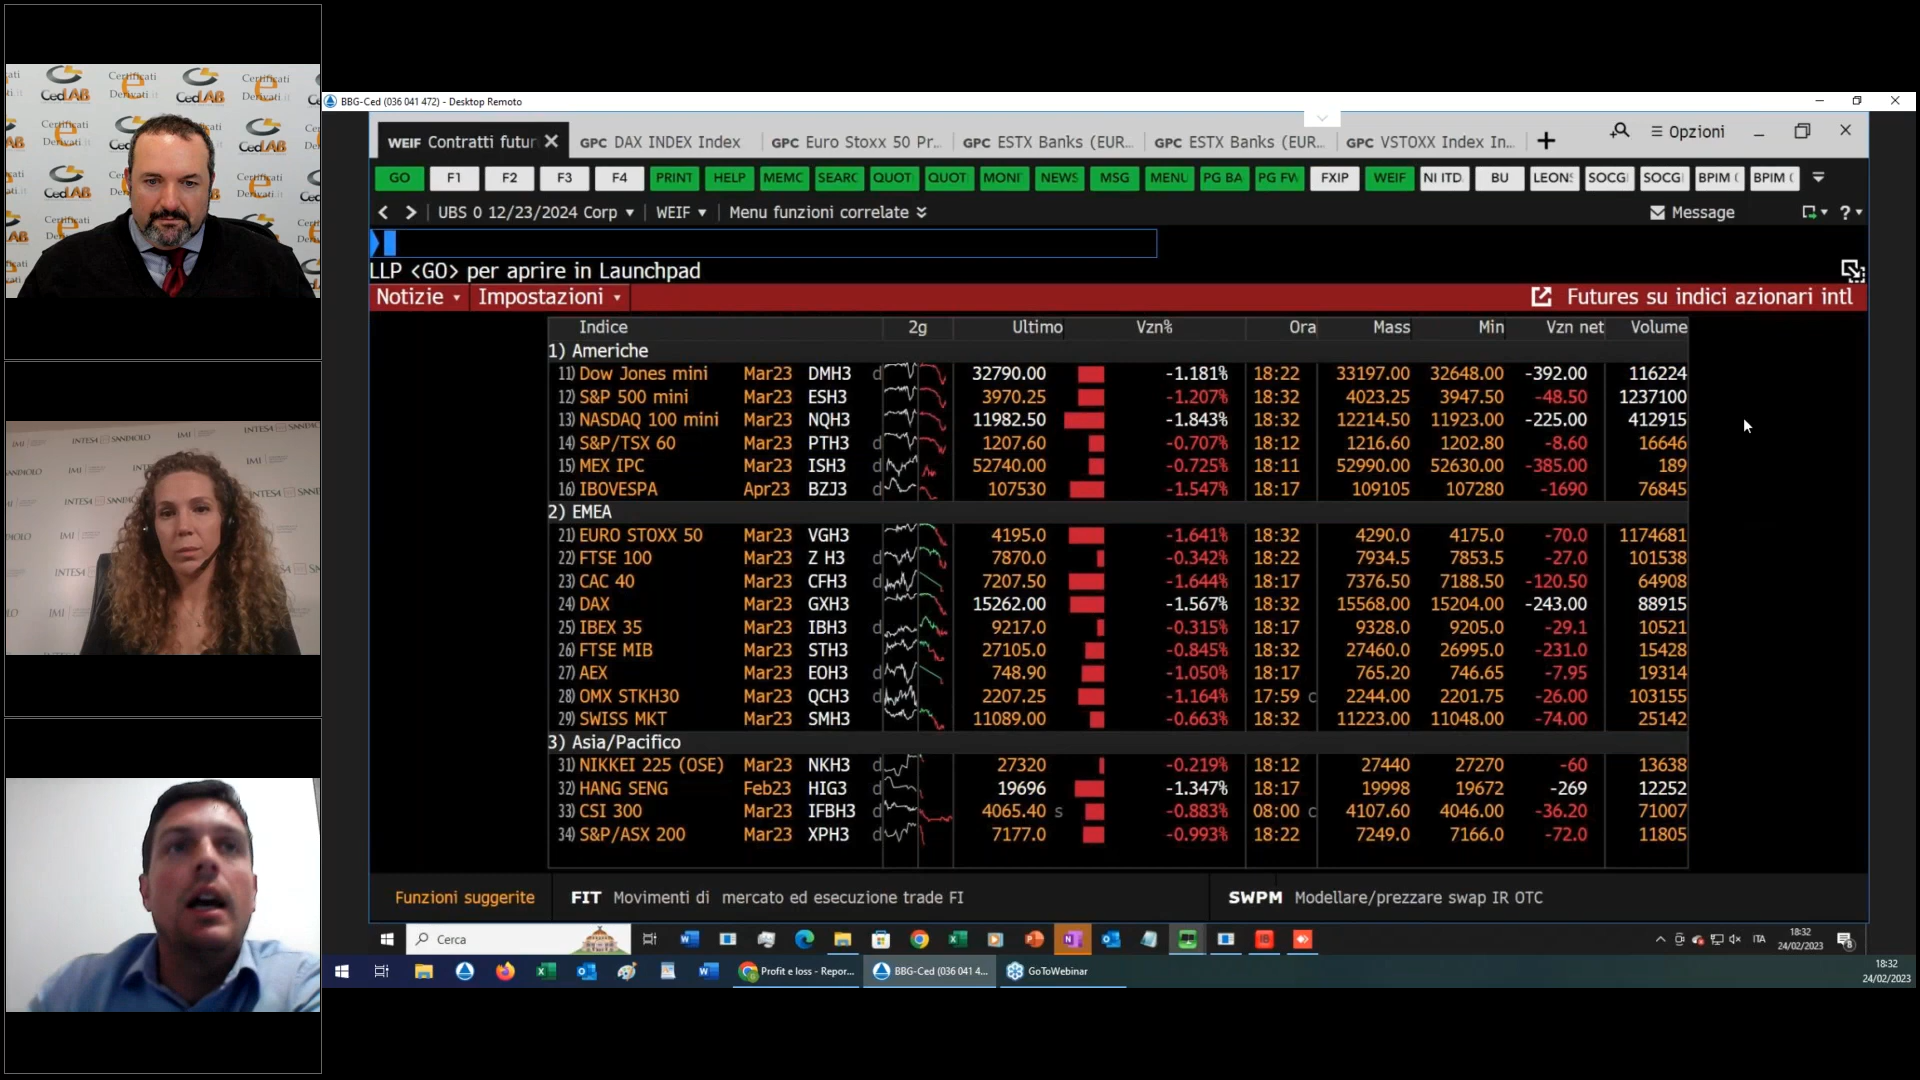 Certificati
Derivati.it
CedLAB
INTESA SANPAOLO
IMI
BBG-Ced (036 041 472) - Desktop Remoto
WEIF Contratti futur
GPC DAX INDEX Index
GPC Euro Stoxx 50 Pr...
GPC ESTX Banks (EUR...
GPC ESTX Banks (EUR...
GPC VSTOXX Index In...
Opzioni
GO F1 F2 F3 F4 PRINT HELP MEMC SEARC QUOT QUOT MONI NEWS MSG MENU PG BA PG FW FXIP WEIF NI ITD. BU LEON SOCG SOCG BPIM ( BPIM (
UBS 0 12/23/2024 Corp WEIF Menu funzioni correlate Message ?
LLP <GO> per aprire in Launchpad
Notizie Impostazioni Futures su indici azionari intl
Indice 2g Ultimo Vzn% Ora Mass Min Vzn net Volume
1) Americhe
11) Dow Jones mini Mar23 DMH3 d 32790.00 -1.181% 18:22 33197.00 32648.00 -392.00 116224
12) S&P 500 mini Mar23 ESH3 3970.25 -1.207% 18:32 4023.25 3947.50 -48.50 1237100
13) NASDAQ 100 mini Mar23 NQH3 11982.50 -1.843% 18:32 12214.50 11923.00 -225.00 412915
14) S&P/TSX 60 Mar23 PTH3 d 1207.60 -0.707% 18:12 1216.60 1202.80 -8.60 16646
15) MEX IPC Mar23 ISH3 d 52740.00 -0.725% 18:11 52990.00 52630.00 -385.00 189
16) IBOVESPA Apr23 BZJ3 d 107530 -1.547% 18:17 109105 107280 -1690 76845
2) EMEA
21) EURO STOXX 50 Mar23 VGH3 4195.0 -1.641% 18:32 4290.0 4175.0 -70.0 1174681
22) FTSE 100 Mar23 Z H3 d 7870.0 -0.342% 18:22 7934.5 7853.5 -27.0 101538
23) CAC 40 Mar23 CFH3 d 7207.50 -1.644% 18:17 7376.50 7188.50 -120.50 64908
24) DAX Mar23 GXH3 15262.00 -1.567% 18:32 15568.00 15204.00 -243.00 88915
25) IBEX 35 Mar23 IBH3 d 9217.0 -0.315% 18:17 9328.0 9205.0 -29.1 10521
26) FTSE MIB Mar23 STH3 27105.0 -0.845% 18:32 27460.0 26995.0 -231.0 15428
27) AEX Mar23 EOH3 d 748.90 -1.050% 18:17 765.20 746.65 -7.95 19314
28) OMX STKH30 Mar23 QCH3 d 2207.25 -1.164% 17:59 c 2244.00 2201.75 -26.00 103155
29) SWISS MKT Mar23 SMH3 11089.00 -0.663% 18:32 11223.00 11048.00 -74.00 25142
3) Asia/Pacifico
31) NIKKEI 225 (OSE) Mar23 NKH3 d 27320 -0.219% 18:12 27440 27270 -60 13638
32) HANG SENG Feb23 HIG3 d 19696 -1.347% 18:17 19998 19672 -269 12252
33) CSI 300 Mar23 IFBH3 d 4065.40 s -0.883% 08:00 c 4107.60 4046.00 -36.20 71007
34) S&P/ASX 200 Mar23 XPH3 d 7177.0 -0.993% 18:22 7249.0 7166.0 -72.0 11805
Funzioni suggerite FIT Movimenti di mercato ed esecuzione trade FI SWPM Modellare/prezzare swap IR OTC
Cerca
ITA
18:32
24/02/2023
Profit e loss - Repor...
BBG-Ced (036 041 4...
GoToWebinar
18:32
24/02/2023